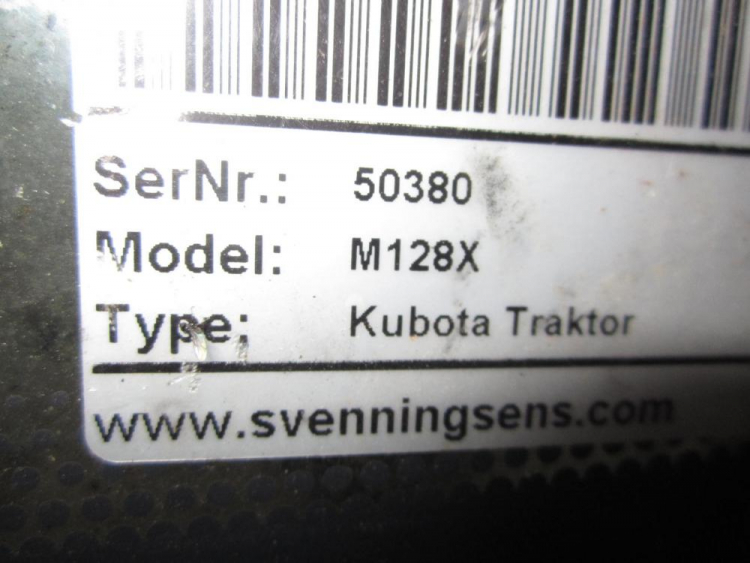 SerNr.: 50380
Model: M128X
Type: Kubota Traktor
www.svenningsens.com